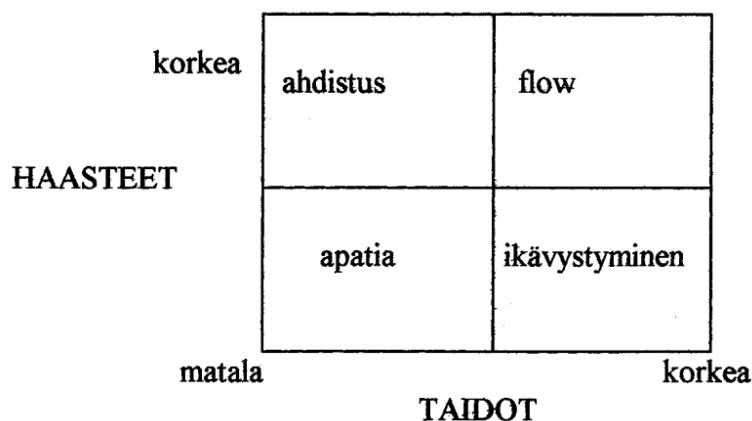 korkea
ahdistus flow
HAASTEET
apatia ikävystyminen
matala korkea
TAIDOT